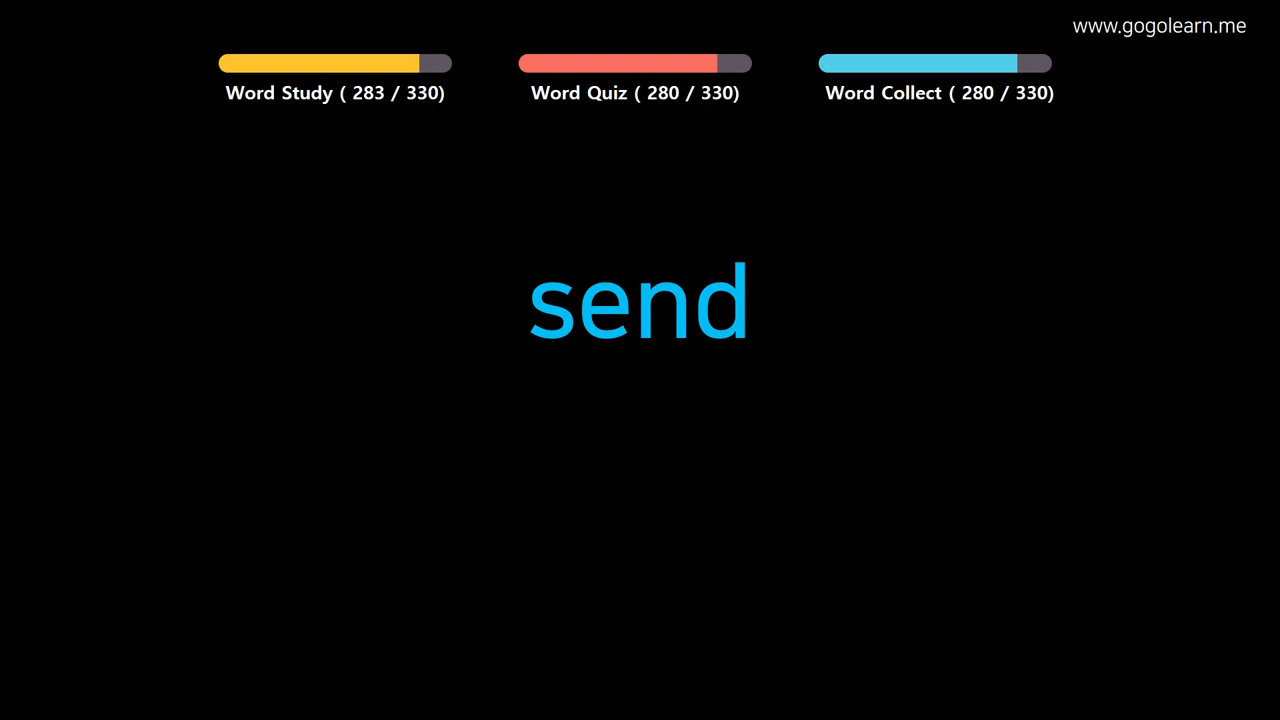 www.gogolearn.me
Word Study ( 283 / 330)
Word Quiz ( 280 / 330)
Word Collect ( 280 / 330)
send